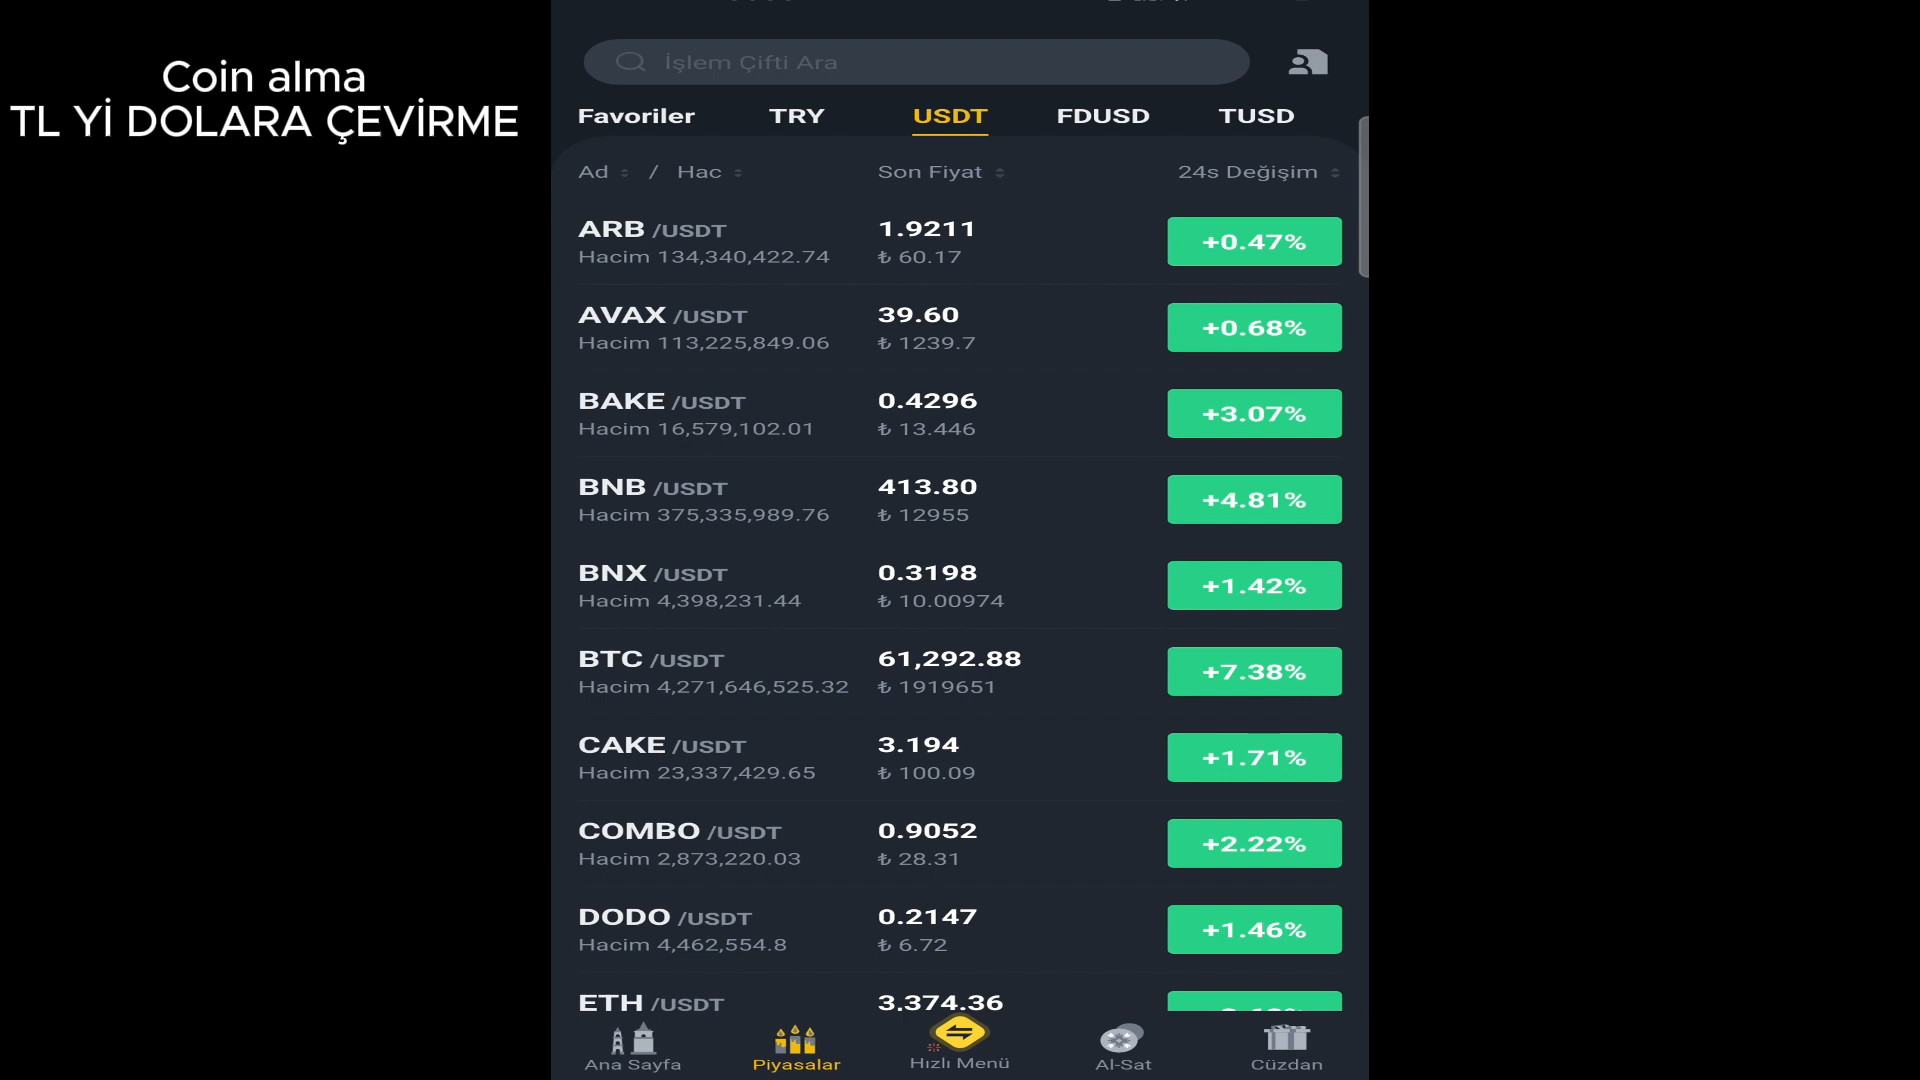 Coin alma
TL Yİ DOLARA ÇEVİRME
İşlem Çifti Ara
Favoriler TRY USDT FDUSD TUSD
Ad / Hac Son Fiyat 24s Değişim
ARB /USDT 1.9211 +0.47%
Hacim 134,340,422.74 ₺ 60.17
AVAX /USDT 39.60 +0.68%
Hacim 113,225,849.06 ₺ 1239.7
BAKE /USDT 0.4296 +3.07%
Hacim 16,579,102.01 ₺ 13.446
BNB /USDT 413.80 +4.81%
Hacim 375,335,989.76 ₺ 12955
BNX /USDT 0.3198 +1.42%
Hacim 4,398,231.44 ₺ 10.00974
BTC /USDT 61,292.88 +7.38%
Hacim 4,271,646,525.32 ₺ 1919651
CAKE /USDT 3.194 +1.71%
Hacim 23,337,429.65 ₺ 100.09
COMBO /USDT 0.9052 +2.22%
Hacim 2,873,220.03 ₺ 28.31
DODO /USDT 0.2147 +1.46%
Hacim 4,462,554.8 ₺ 6.72
ETH /USDT 3.374.36
Ana Sayfa Piyasalar Hızlı Menü Al-Sat Cüzdan